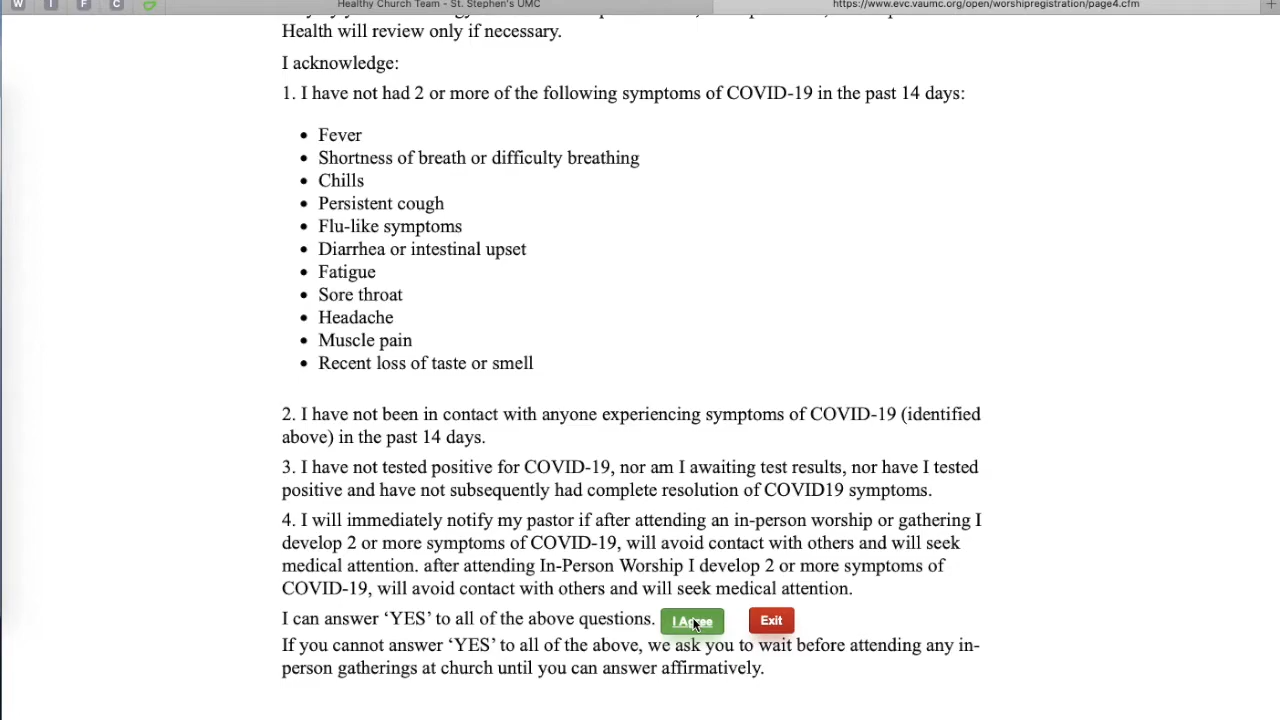 W I F C Healthy Church Team - St. Stephen's UMC https://www.evc.vaumc.org/open/worshipregistration/page4.cfm +
Health will review only if necessary.
I acknowledge:
1. I have not had 2 or more of the following symptoms of COVID-19 in the past 14 days:
• Fever
• Shortness of breath or difficulty breathing
• Chills
• Persistent cough
• Flu-like symptoms
• Diarrhea or intestinal upset
• Fatigue
• Sore throat
• Headache
• Muscle pain
• Recent loss of taste or smell
2. I have not been in contact with anyone experiencing symptoms of COVID-19 (identified
above) in the past 14 days.
3. I have not tested positive for COVID-19, nor am I awaiting test results, nor have I tested
positive and have not subsequently had complete resolution of COVID19 symptoms.
4. I will immediately notify my pastor if after attending an in-person worship or gathering I
develop 2 or more symptoms of COVID-19, will avoid contact with others and will seek
medical attention. after attending In-Person Worship I develop 2 or more symptoms of
COVID-19, will avoid contact with others and will seek medical attention.
I can answer ‘YES’ to all of the above questions. I Agree Exit
If you cannot answer ‘YES’ to all of the above, we ask you to wait before attending any in-
person gatherings at church until you can answer affirmatively.